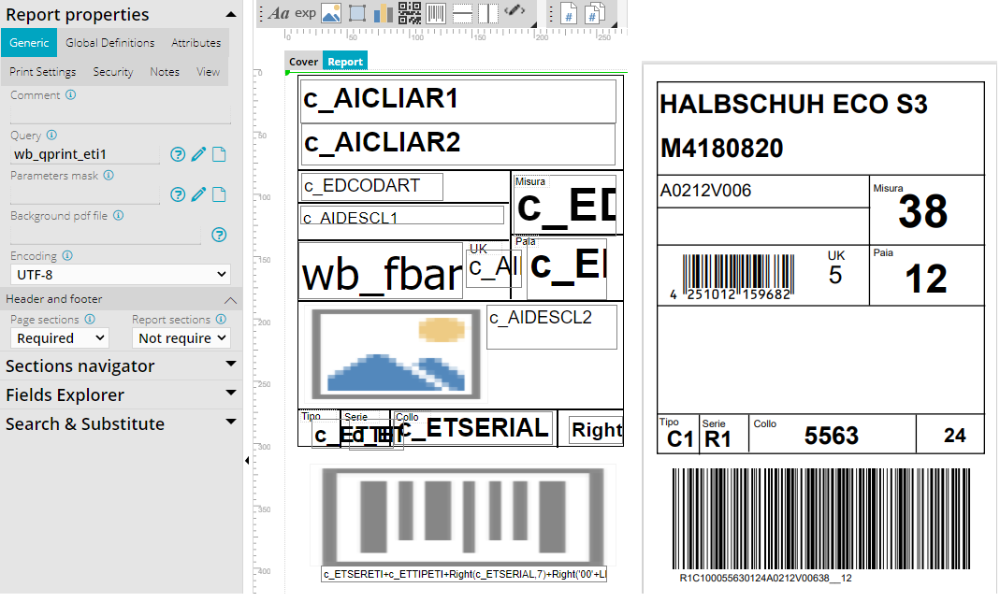 Report properties
Generic Global Definitions Attributes
Print Settings Security Notes View
Comment
Query
wb_qprint_eti1
Parameters mask
Background pdf file
Encoding
UTF-8
Header and footer
Page sections Report sections
Required Not require
Sections navigator
Fields Explorer
Search & Substitute
Aa exp
0 50 100 150 200 250
Cover Report
0
50
100
150
200
250
300
350
400
c_AICLIAR1
c_AICLIAR2
c_EDCODART
c_AIDESCL1
Misura
c_ED
wb_fbar
UK
c_AI
Paia
c_E
c_AIDESCL2
Tipo Serie Collo
c_ETSERIAL
Right
c_ETSERETI+c_ETTIPETI+Right(c_ETSERIAL,7)+Right('00'+L
HALBSCHUH ECO S3
M4180820
A0212V006
Misura
38
4 251012 159682
UK
5
Paia
12
Tipo
C1
Serie
R1
Collo
5563
24
R1C100055630124A0212V00638__12